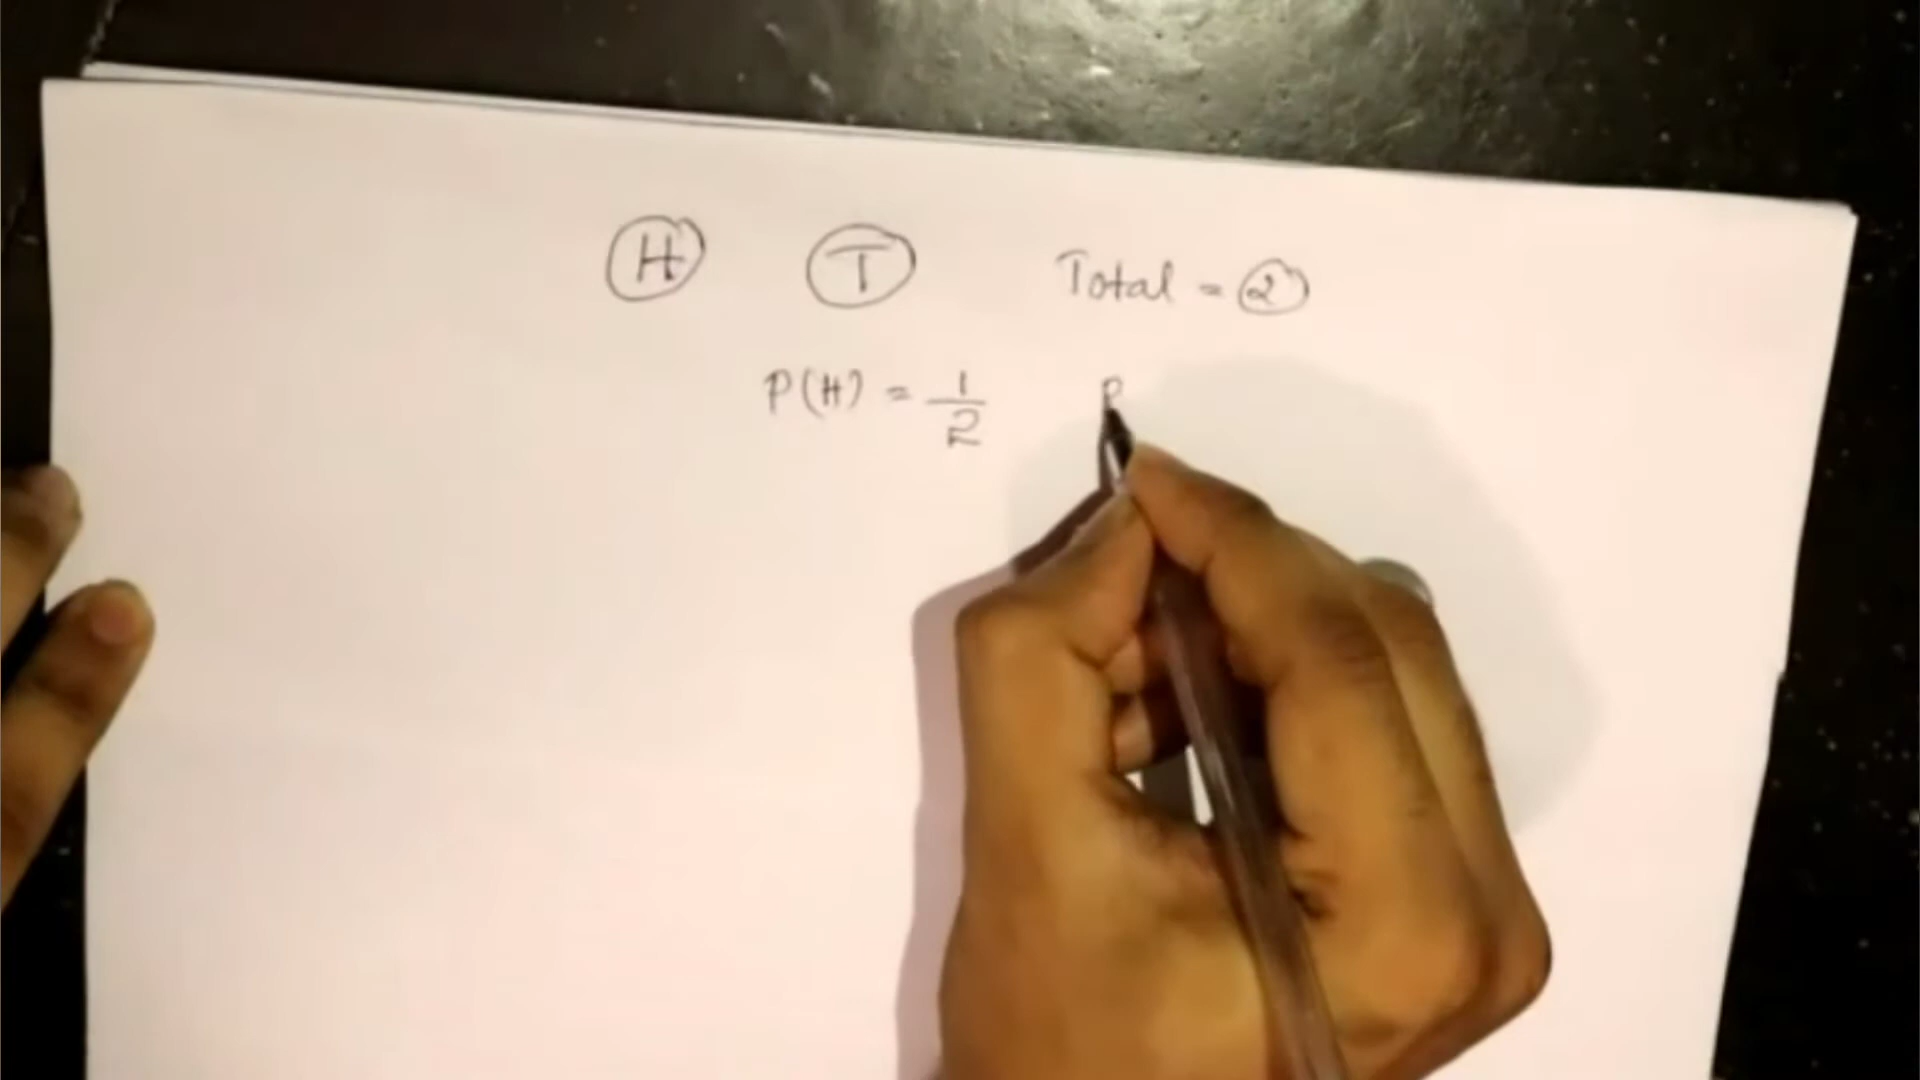 H T Total = 2
P(H) = 1/2 P